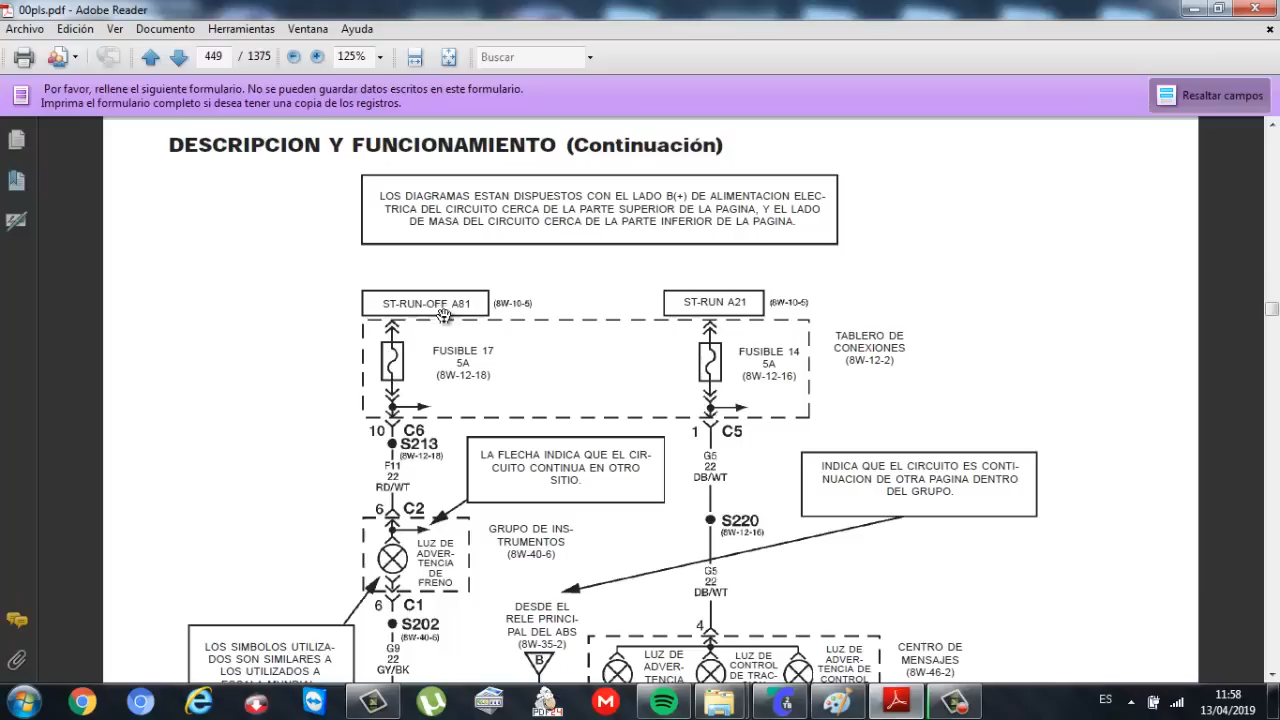 00pls.pdf - Adobe Reader
Archivo Edición Ver Documento Herramientas Ventana Ayuda
449 / 1375 125% Buscar
Por favor, rellene el siguiente formulario. No se pueden guardar datos escritos en este formulario.
Imprima el formulario completo si desea tener una copia de los registros.
Resaltar campos
DESCRIPCION Y FUNCIONAMIENTO (Continuación)
LOS DIAGRAMAS ESTAN DISPUESTOS CON EL LADO B(+) DE ALIMENTACION ELEC-
TRICA DEL CIRCUITO CERCA DE LA PARTE SUPERIOR DE LA PAGINA, Y EL LADO
DE MASA DEL CIRCUITO CERCA DE LA PARTE INFERIOR DE LA PAGINA.
ST-RUN-OFF A81 (8W-10-5)
ST-RUN A21 (8W-10-5)
FUSIBLE 17
5A
(8W-12-18)
FUSIBLE 14
5A
(8W-12-16)
TABLERO DE
CONEXIONES
(8W-12-2)
10 C6
S213
(8W-12-18)
F11
22
RD/WT
6 C2
LA FLECHA INDICA QUE EL CIR-
CUITO CONTINUA EN OTRO
SITIO.
1 C5
G5
22
DB/WT
S220
(8W-12-16)
G5
22
DB/WT
4
INDICA QUE EL CIRCUITO ES CONTI-
NUACION DE OTRA PAGINA DENTRO
DEL GRUPO.
GRUPO DE INS-
TRUMENTOS
(8W-40-6)
LUZ DE
ADVER-
TENCIA
DE
FRENO
6 C1
S202
(8W-40-6)
G9
22
GY/BK
LOS SIMBOLOS UTILIZA-
DOS SON SIMILARES A
LOS UTILIZADOS A
DESDE EL
RELE PRINCI-
PAL DEL ABS
(8W-35-2)
B
LUZ DE
ADVER-
TENCIA
LUZ DE
CONTROL
DE TRAC-
LUZ DE
ADVER-
TENCIA DE
CONTROL
CENTRO DE
MENSAJES
(8W-46-2)
PDF24
ES
11:58
13/04/2019